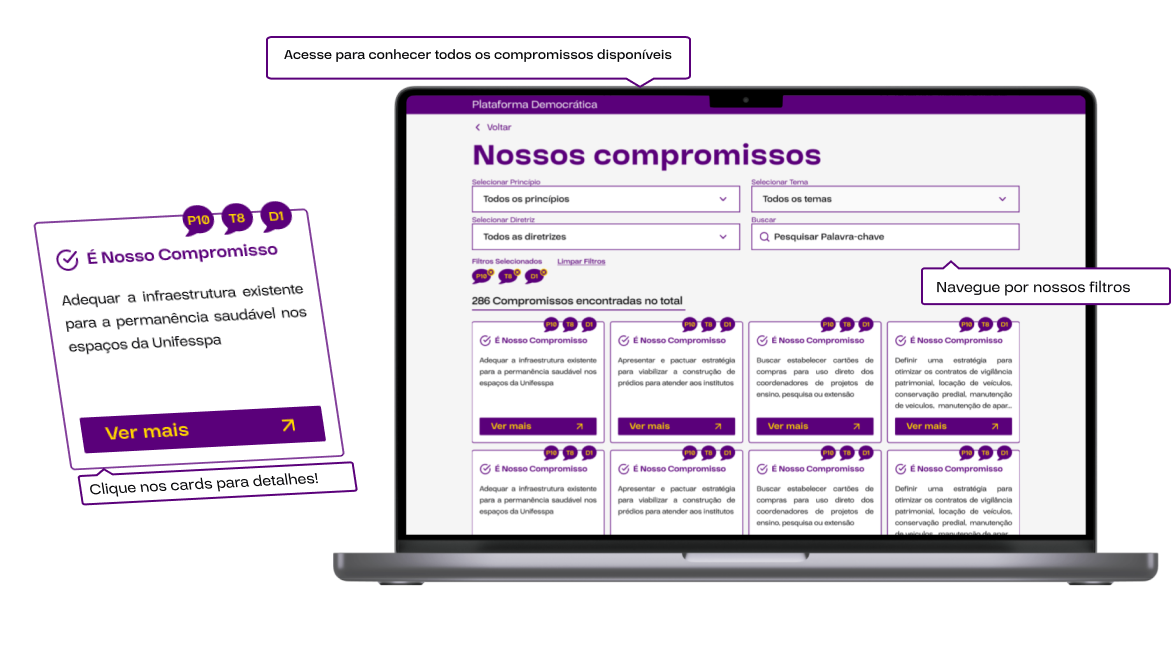 Acesse para conhecer todos os compromissos disponíveis
Plataforma Democrática
Voltar
Nossos compromissos
Selecionar Princípio
Todos os princípios
Selecionar Tema
Todos os temas
Selecionar Diretriz
Todas as diretrizes
Buscar
Pesquisar Palavra-chave
Filtros Selecionados
Limpar Filtros
P10 T8 D1
Navegue por nossos filtros
286 Compromissos encontradas no total
P10 T8 D1
É Nosso Compromisso
Adequar a infraestrutura existente
para a permanência saudável nos
espaços da Unifesspa
Ver mais
P10 T8 D1
É Nosso Compromisso
Apresentar e pactuar estratégia
para viabilizar a construção de
prédios para atender aos institutos
Ver mais
P10 T8 D1
É Nosso Compromisso
Buscar estabelecer cartões de
compras para uso direto dos
coordenadores de projetos de
ensino, pesquisa ou extensão
Ver mais
P10 T8 D1
É Nosso Compromisso
Definir uma estratégia para
otimizar os contratos de vigilância
patrimonial, locação de veículos,
conservação predial, manutenção
de veículos, manutenção de apar...
Ver mais
P10 T8 D1
É Nosso Compromisso
Adequar a infraestrutura existente
para a permanência saudável nos
espaços da Unifesspa
P10 T8 D1
É Nosso Compromisso
Apresentar e pactuar estratégia
para viabilizar a construção de
prédios para atender aos institutos
P10 T8 D1
É Nosso Compromisso
Buscar estabelecer cartões de
compras para uso direto dos
coordenadores de projetos de
ensino, pesquisa ou extensão
P10 T8 D1
É Nosso Compromisso
Definir uma estratégia para
otimizar os contratos de vigilância
patrimonial, locação de veículos,
conservação predial, manutenção
de veículos, manutenção de apar...
P10 T8 D1
É Nosso Compromisso
Adequar a infraestrutura existente
para a permanência saudável nos
espaços da Unifesspa
Ver mais
Clique nos cards para detalhes!